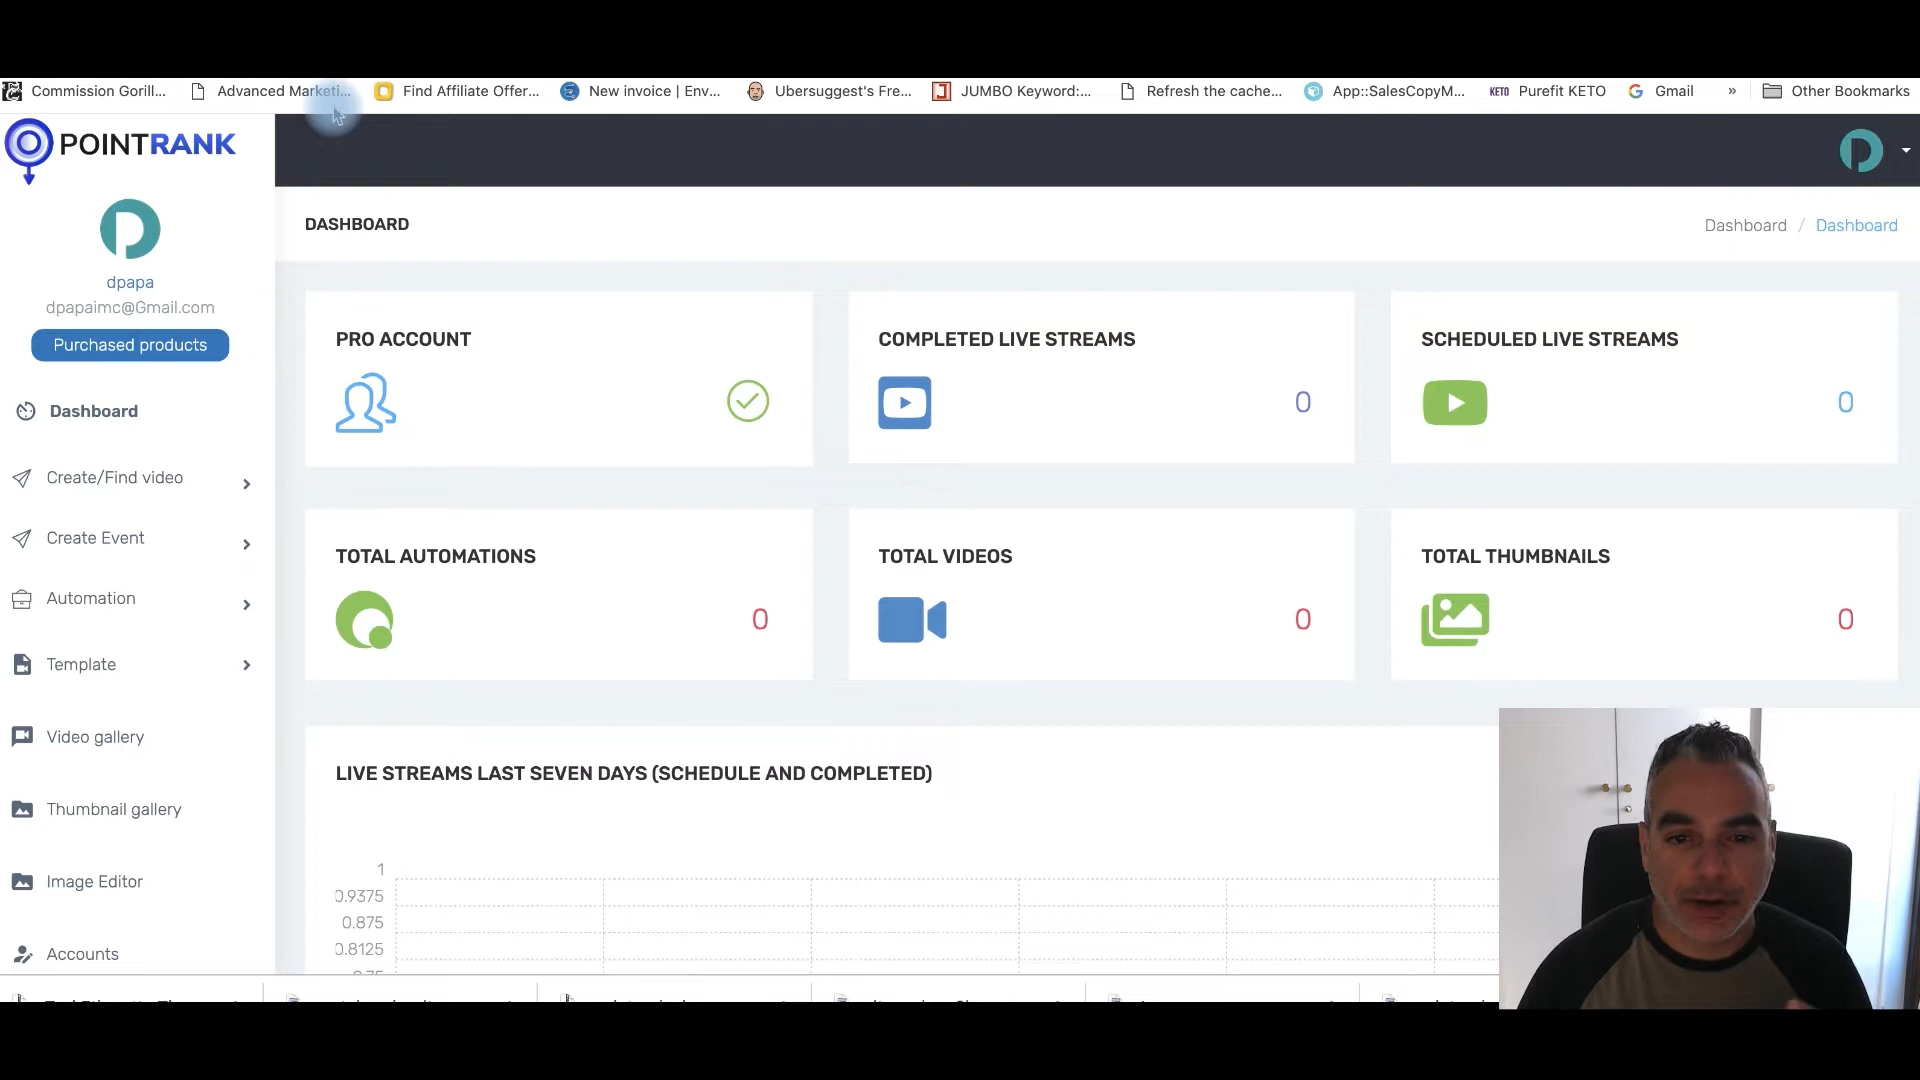 Commission Gorill...
Advanced Marketi...
Find Affiliate Offer...
New invoice | Env...
Ubersuggest's Fre...
JUMBO Keyword:...
Refresh the cache...
App::SalesCopyM...
KETO Purefit KETO
Gmail
»
Other Bookmarks
POINTRANK
dpapa
dpapaimc@Gmail.com
Purchased products
Dashboard
Create/Find video
Create Event
Automation
Template
Video gallery
Thumbnail gallery
Image Editor
Accounts
DASHBOARD
Dashboard / Dashboard
PRO ACCOUNT
COMPLETED LIVE STREAMS
0
SCHEDULED LIVE STREAMS
0
TOTAL AUTOMATIONS
0
TOTAL VIDEOS
0
TOTAL THUMBNAILS
0
LIVE STREAMS LAST SEVEN DAYS (SCHEDULE AND COMPLETED)
1
0.9375
0.875
0.8125
0.75